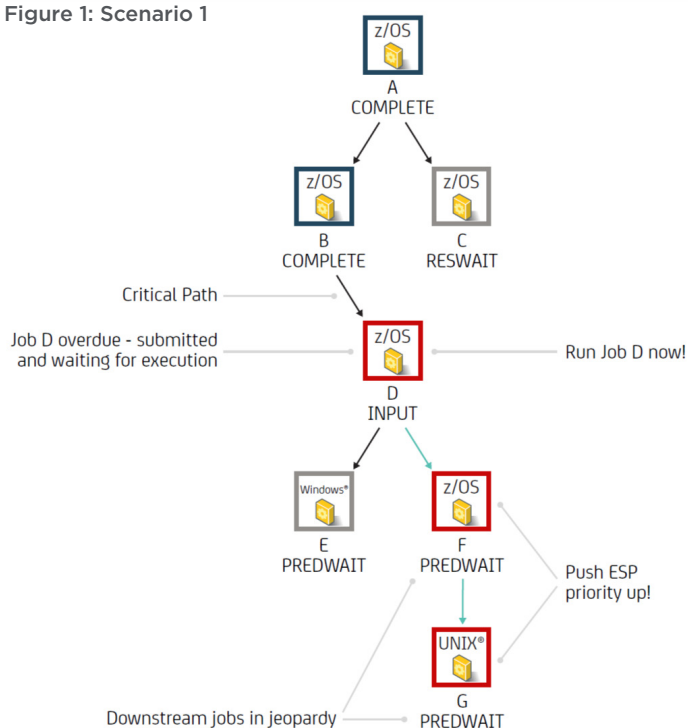 Figure 1: Scenario 1
z/OS
A
COMPLETE
z/OS
B
COMPLETE
z/OS
C
RESWAIT
Critical Path
Job D overdue - submitted
and waiting for execution
z/OS
D
INPUT
Run Job D now!
Windows®
E
PREDWAIT
z/OS
F
PREDWAIT
Push ESP
priority up!
UNIX®
G
PREDWAIT
Downstream jobs in jeopardy